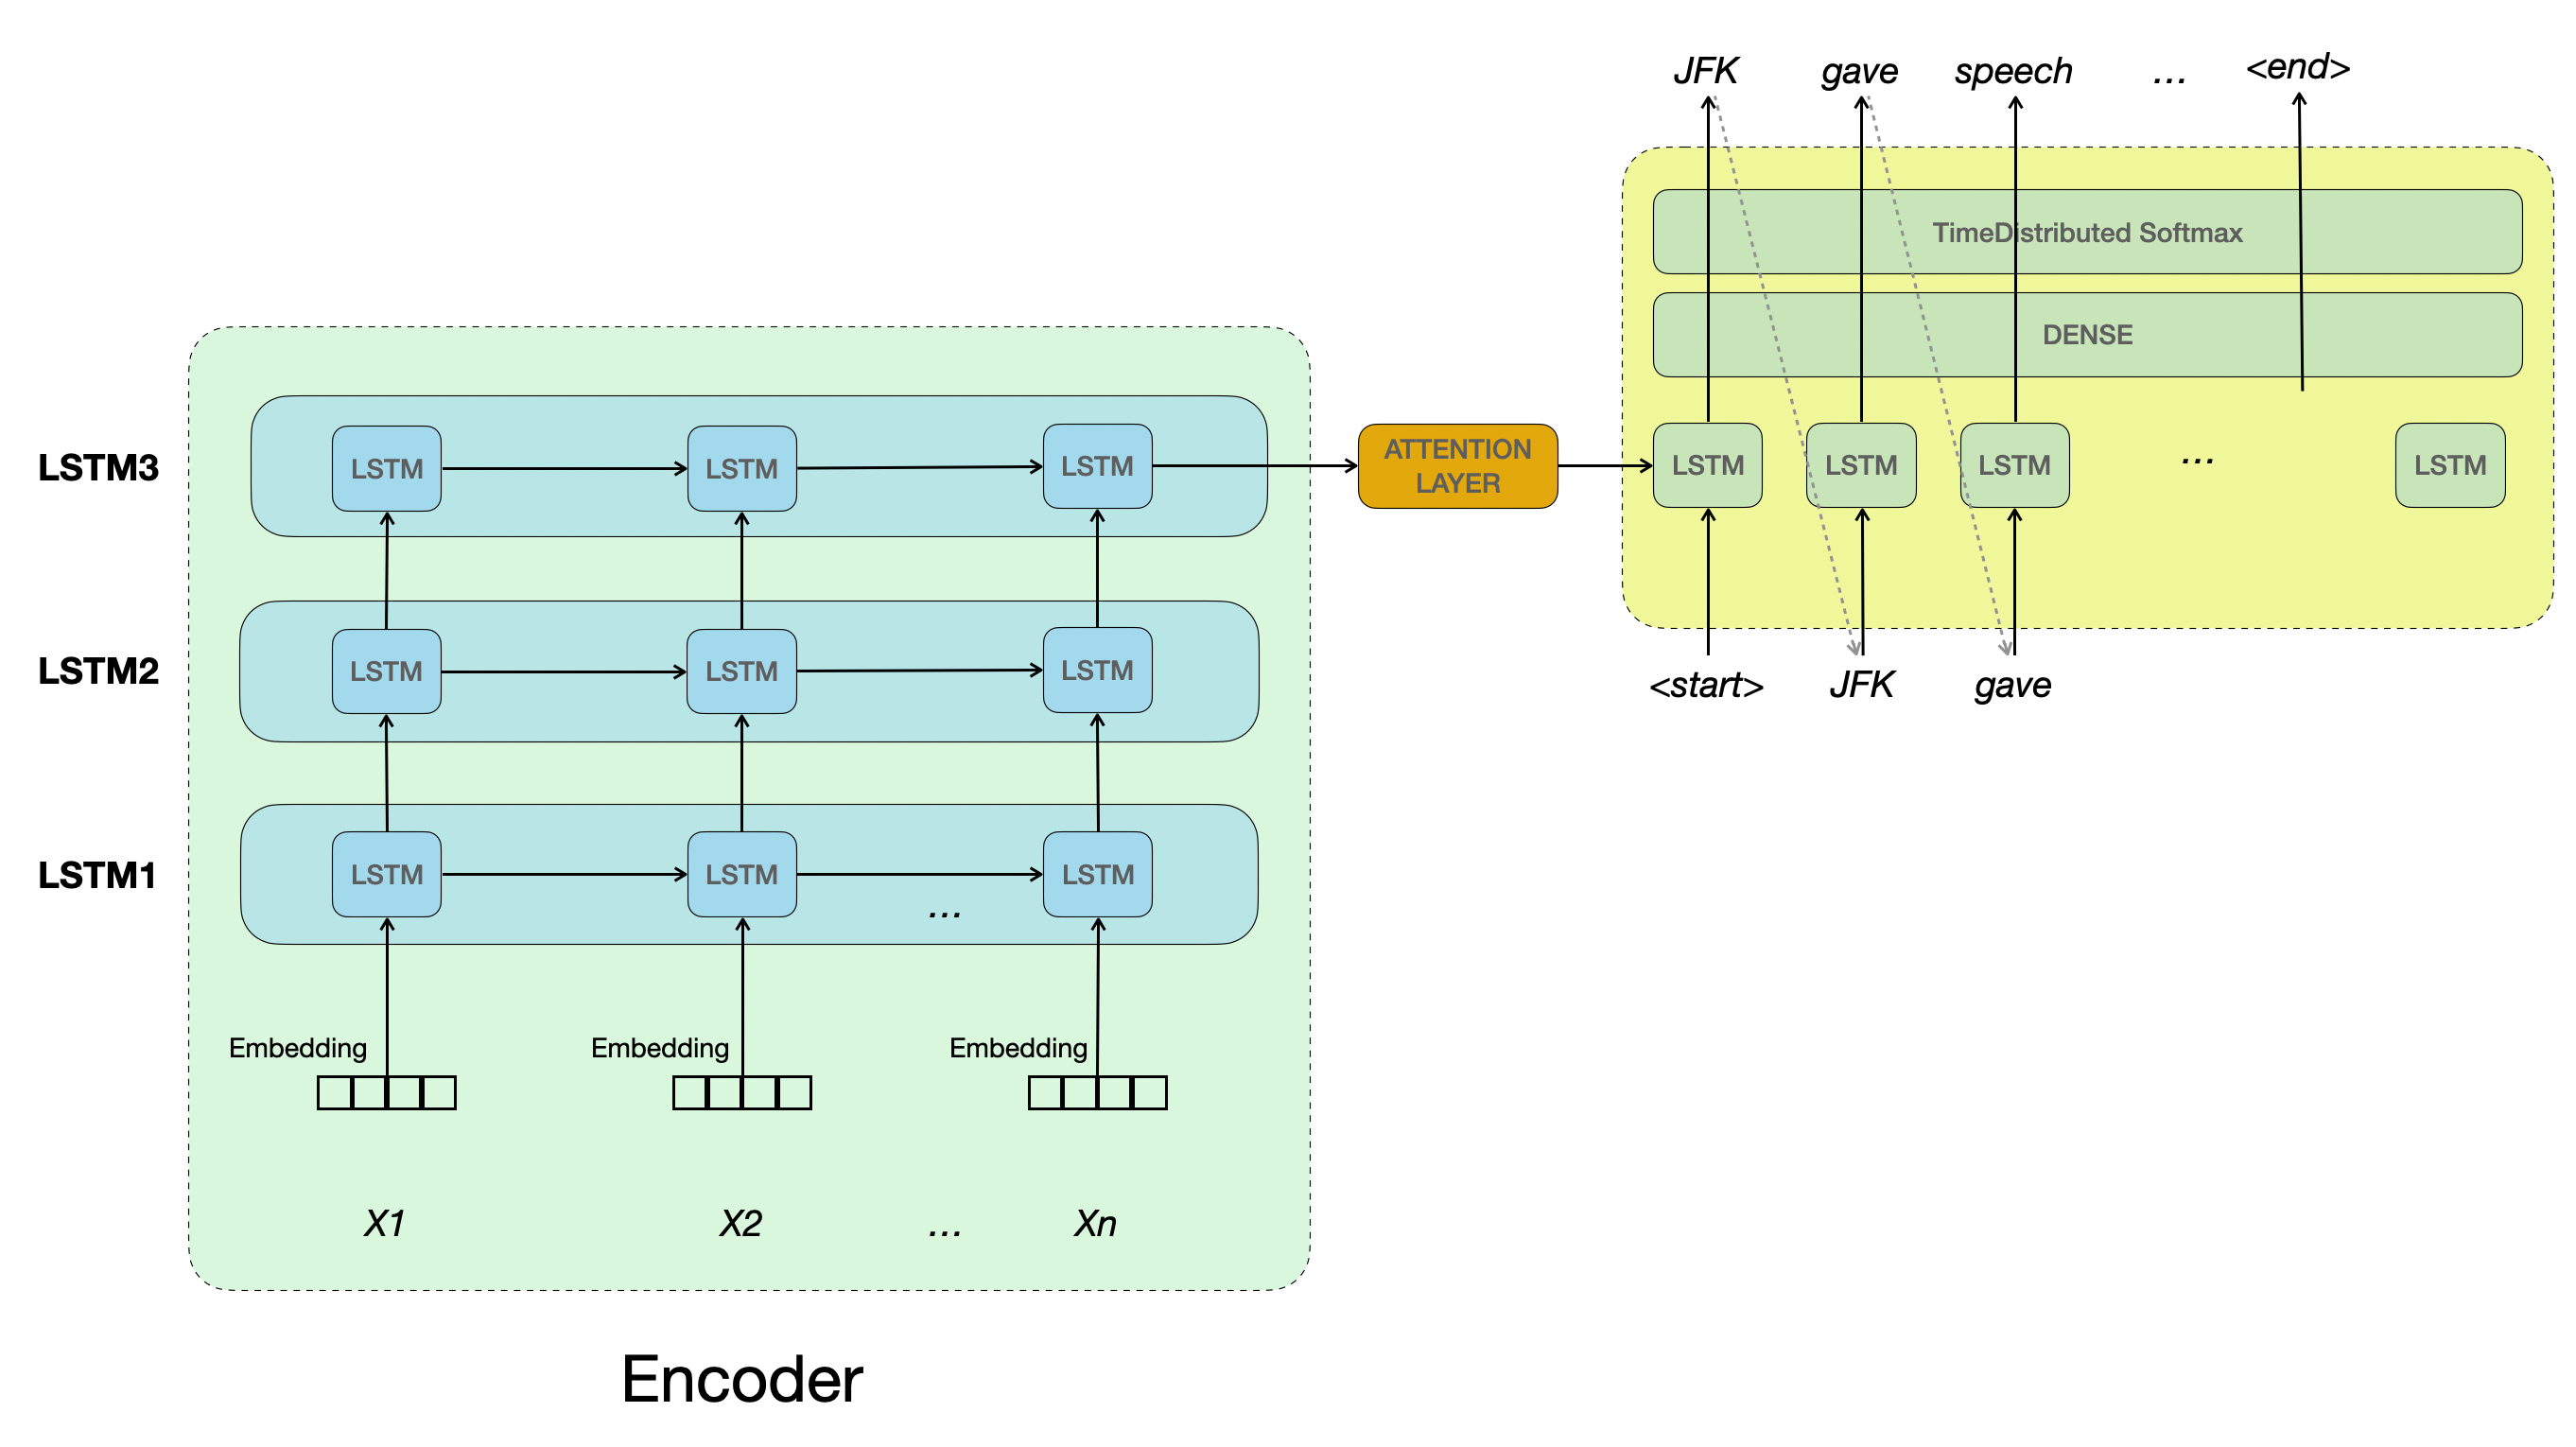 JFK gave speech ... <end>
TimeDistributed Softmax
DENSE
LSTM3 LSTM LSTM LSTM
ATTENTION
LAYER
LSTM LSTM LSTM ... LSTM
<start> JFK gave
LSTM2 LSTM LSTM LSTM
LSTM1 LSTM LSTM ... LSTM
Embedding Embedding Embedding
X1 X2 ... Xn
Encoder